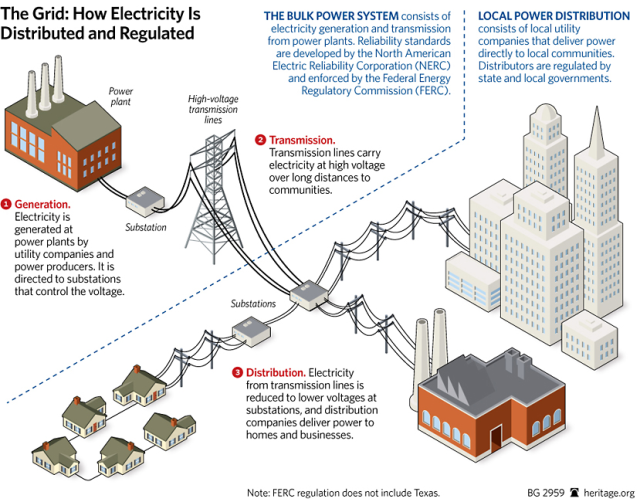 The Grid: How Electricity Is
Distributed and Regulated
THE BULK POWER SYSTEM consists of
electricity generation and transmission
from power plants. Reliability standards
are developed by the North American
Electric Reliability Corporation (NERC)
and enforced by the Federal Energy
Regulatory Commission (FERC).
LOCAL POWER DISTRIBUTION
consists of local utility
companies that deliver power
directly to local communities.
Distributors are regulated by
state and local governments.
Power
plant
High-voltage
transmission
lines
2 Transmission.
Transmission lines carry
electricity at high voltage
over long distances to
communities.
1 Generation.
Electricity is
generated at
power plants by
utility companies and
power producers. It is
directed to substations
that control the voltage.
Substation
Substations
3 Distribution. Electricity
from transmission lines is
reduced to lower voltages at
substations, and distribution
companies deliver power to
homes and businesses.
Note: FERC regulation does not include Texas.
BG 2959 heritage.org